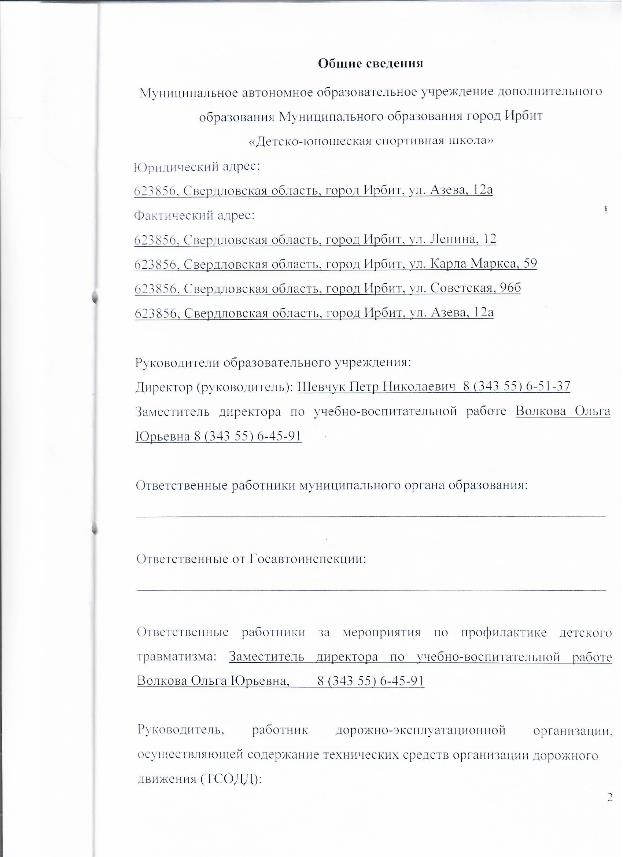 Общие сведения
Муниципальное автономное образовательное учреждение дополнительного
образования Муниципального образования город Ирбит
«Детско-юношеская спортивная школа»
Юридический адрес:
623856, Свердловская область, город Ирбит, ул. Азева, 12а
Фактический адрес:
623856, Свердловская область, город Ирбит, ул. Ленина, 12
623856, Свердловская область, город Ирбит, ул. Карла Маркса, 59
623856, Свердловская область, город Ирбит, ул. Советская, 96б
623856, Свердловская область, город Ирбит, ул. Азева, 12а
Руководители образовательного учреждения:
Директор (руководитель): Шевчук Петр Николаевич 8 (343 55) 6-51-37
Заместитель директора по учебно-воспитательной работе Волкова Ольга
Юрьевна 8 (343 55) 6-45-91
Ответственные работники муниципального органа образования:
Ответственные от Госавтоинспекции:
Ответственные работники за мероприятия по профилактике детского
травматизма: Заместитель директора по учебно-воспитательной работе
Волкова Ольга Юрьевна, 8 (343 55) 6-45-91
Руководитель, работник дорожно-эксплуатационной организации,
осуществляющей содержание технических средств организации дорожного
движения (ТСОДД):
2